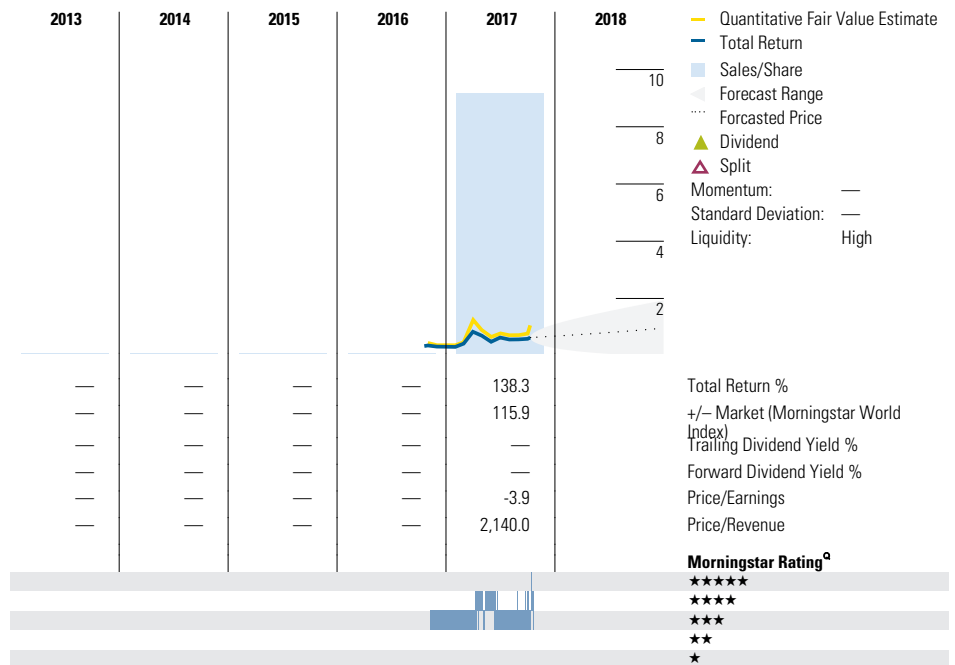 2013 2014 2015 2016 2017 2018
Quantitative Fair Value Estimate
Total Return
Sales/Share
Forecast Range
Forcasted Price
Dividend
Split
Momentum: —
Standard Deviation: —
Liquidity: High
10
8
6
4
2
— — — — 138.3 Total Return %
— — — — 115.9 +/– Market (Morningstar World
Index)
— — — — — Trailing Dividend Yield %
— — — — — Forward Dividend Yield %
— — — — -3.9 Price/Earnings
— — — — 2,140.0 Price/Revenue
Morningstar RatingQ
★★★★★
★★★★
★★★
★★
★